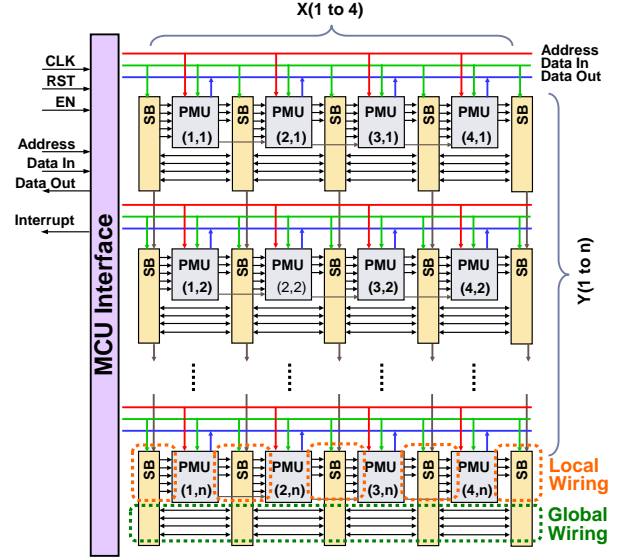 X(1 to 4)
Address
Data In
Data Out
CLK
RST
EN
Address
Data In
Data Out
Interrupt
MCU Interface
SB PMU SB PMU SB PMU SB PMU SB
(1,1) (2,1) (3,1) (4,1)
SB PMU SB PMU SB PMU SB PMU SB
(1,2) (2,2) (3,2) (4,2)
Y(1 to n)
SB PMU SB PMU SB PMU SB PMU SB
(1,n) (2,n) (3,n) (4,n)
Local
Wiring
Global
Wiring